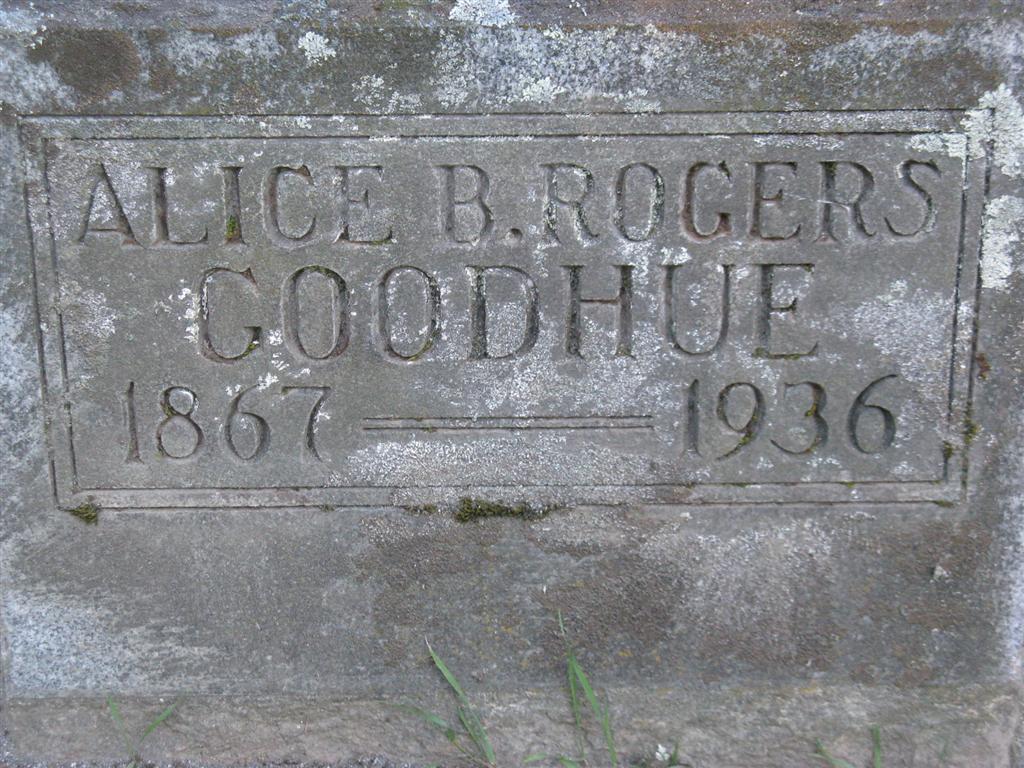 ALICE B. ROGERS
GOODHUE
1867 — 1936